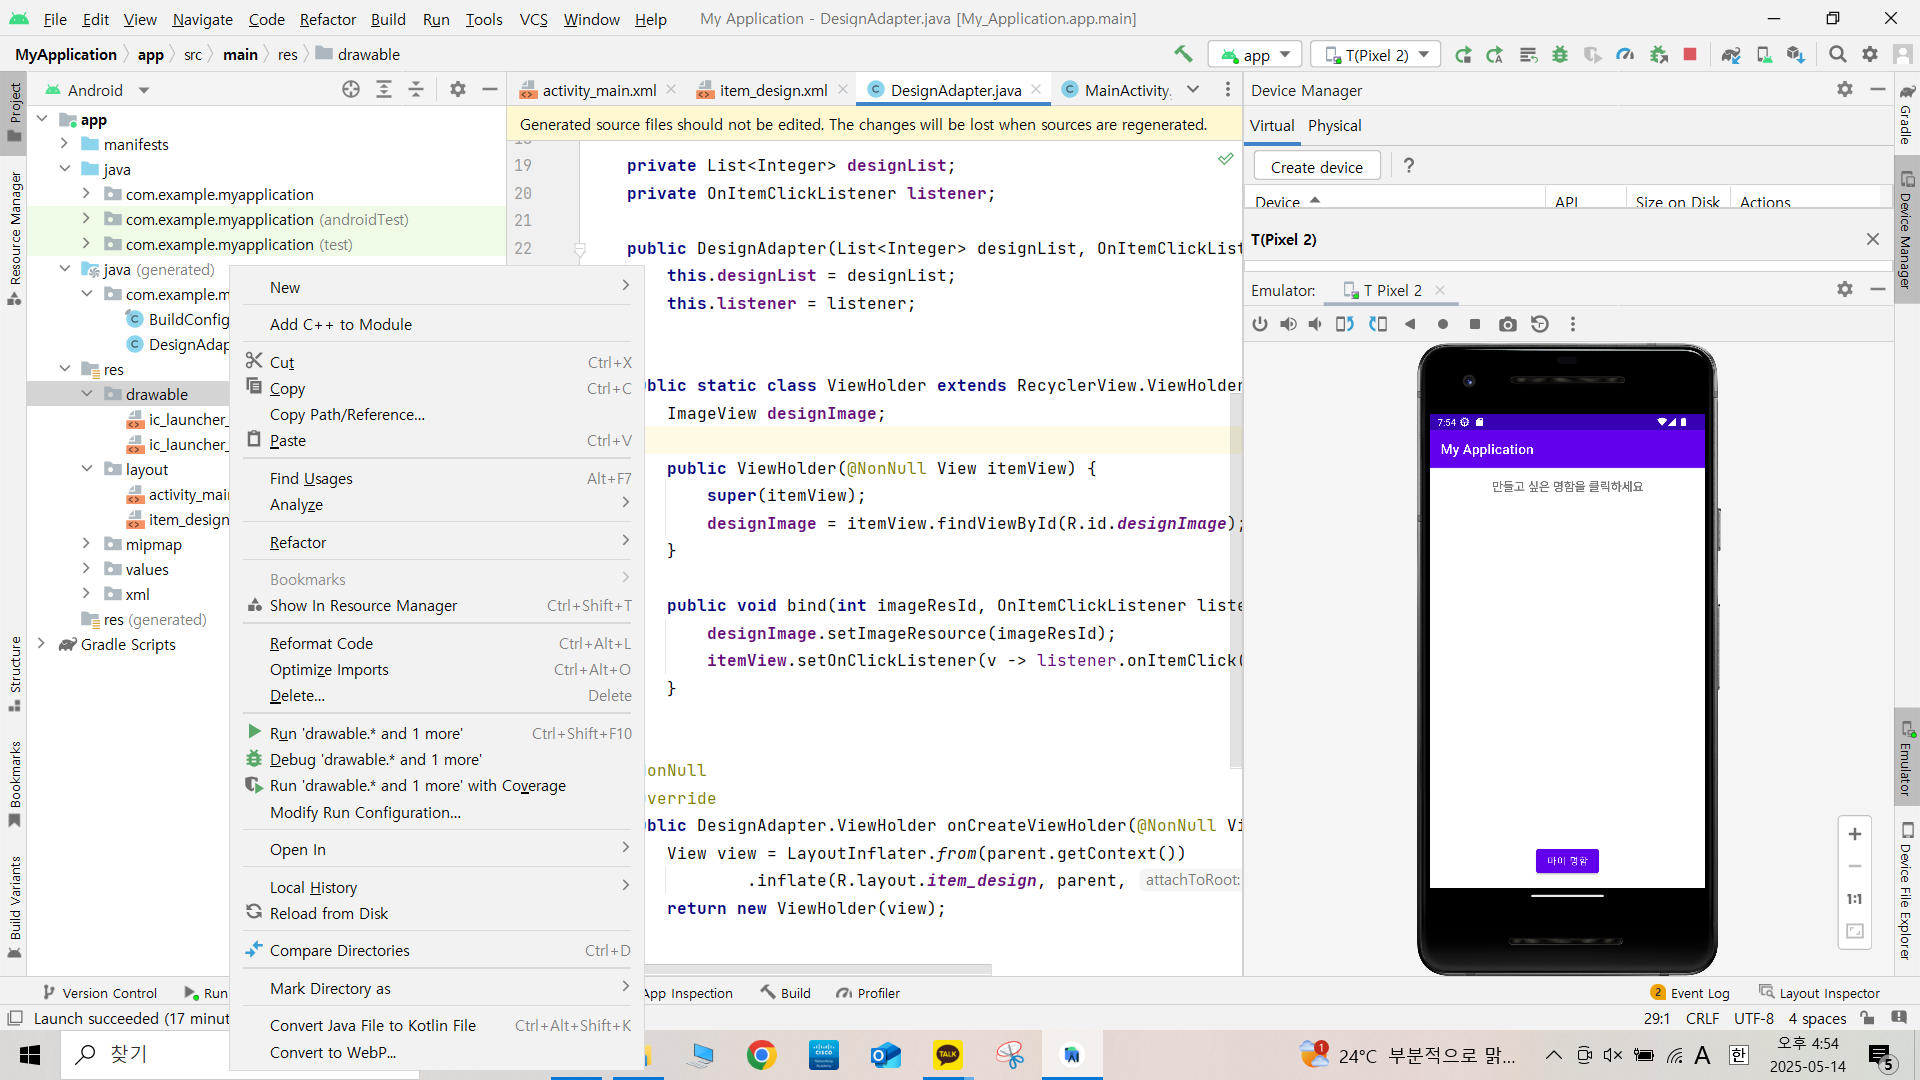 File Edit View Navigate Code Refactor Build Run Tools VCS Window Help My Application - DesignAdapter.java [My_Application.app.main]
MyApplication app src main res drawable
app T(Pixel 2)
Project
Resource Manager
Structure
Bookmarks
Build Variants
Android
app
manifests
java
com.example.myapplication
com.example.myapplication (androidTest)
com.example.myapplication (test)
java (generated)
com.example.m
BuildConfig
DesignAdap
res
drawable
ic_launcher_
ic_launcher_
layout
activity_mai
item_design
mipmap
values
xml
res (generated)
Gradle Scripts
New
Add C++ to Module
Cut Ctrl+X
Copy Ctrl+C
Copy Path/Reference...
Paste Ctrl+V
Find Usages Alt+F7
Analyze
Refactor
Bookmarks
Show In Resource Manager Ctrl+Shift+T
Reformat Code Ctrl+Alt+L
Optimize Imports Ctrl+Alt+O
Delete... Delete
Run 'drawable.* and 1 more' Ctrl+Shift+F10
Debug 'drawable.* and 1 more'
Run 'drawable.* and 1 more' with Coverage
Modify Run Configuration...
Open In
Local History
Reload from Disk
Compare Directories Ctrl+D
Mark Directory as
Convert Java File to Kotlin File Ctrl+Alt+Shift+K
Convert to WebP...
activity_main.xml item_design.xml DesignAdapter.java MainActivity.
Generated source files should not be edited. The changes will be lost when sources are regenerated.
18
19 private List<Integer> designList;
20 private OnItemClickListener listener;
21
22 public DesignAdapter(List<Integer> designList, OnItemClickList
this.designList = designList;
this.listener = listener;
blic static class ViewHolder extends RecyclerView.ViewHolder
ImageView designImage;
public ViewHolder(@NonNull View itemView) {
super(itemView);
designImage = itemView.findViewById(R.id.designImage);
}
public void bind(int imageResId, OnItemClickListener liste
designImage.setImageResource(imageResId);
itemView.setOnClickListener(v -> listener.onItemClick(
}
onNull
verride
blic DesignAdapter.ViewHolder onCreateViewHolder(@NonNull Vi
View view = LayoutInflater.from(parent.getContext())
.inflate(R.layout.item_design, parent, attachToRoot:
return new ViewHolder(view);
Device Manager
Virtual Physical
Create device ?
Device API Size on Disk Actions
T(Pixel 2)
Emulator: T Pixel 2
7:54
My Application
만들고 싶은 명함을 클릭하세요
마이 명함
1:1
Gradle
Device Manager
Emulator
Device File Explorer
Version Control Run App Inspection Build Profiler 2 Event Log Layout Inspector
Launch succeeded (17 minut 29:1 CRLF UTF-8 4 spaces
찾기
CISCO
TALK
1
24°C 부분적으로 맑...
A
한
오후 4:54
2025-05-14
5